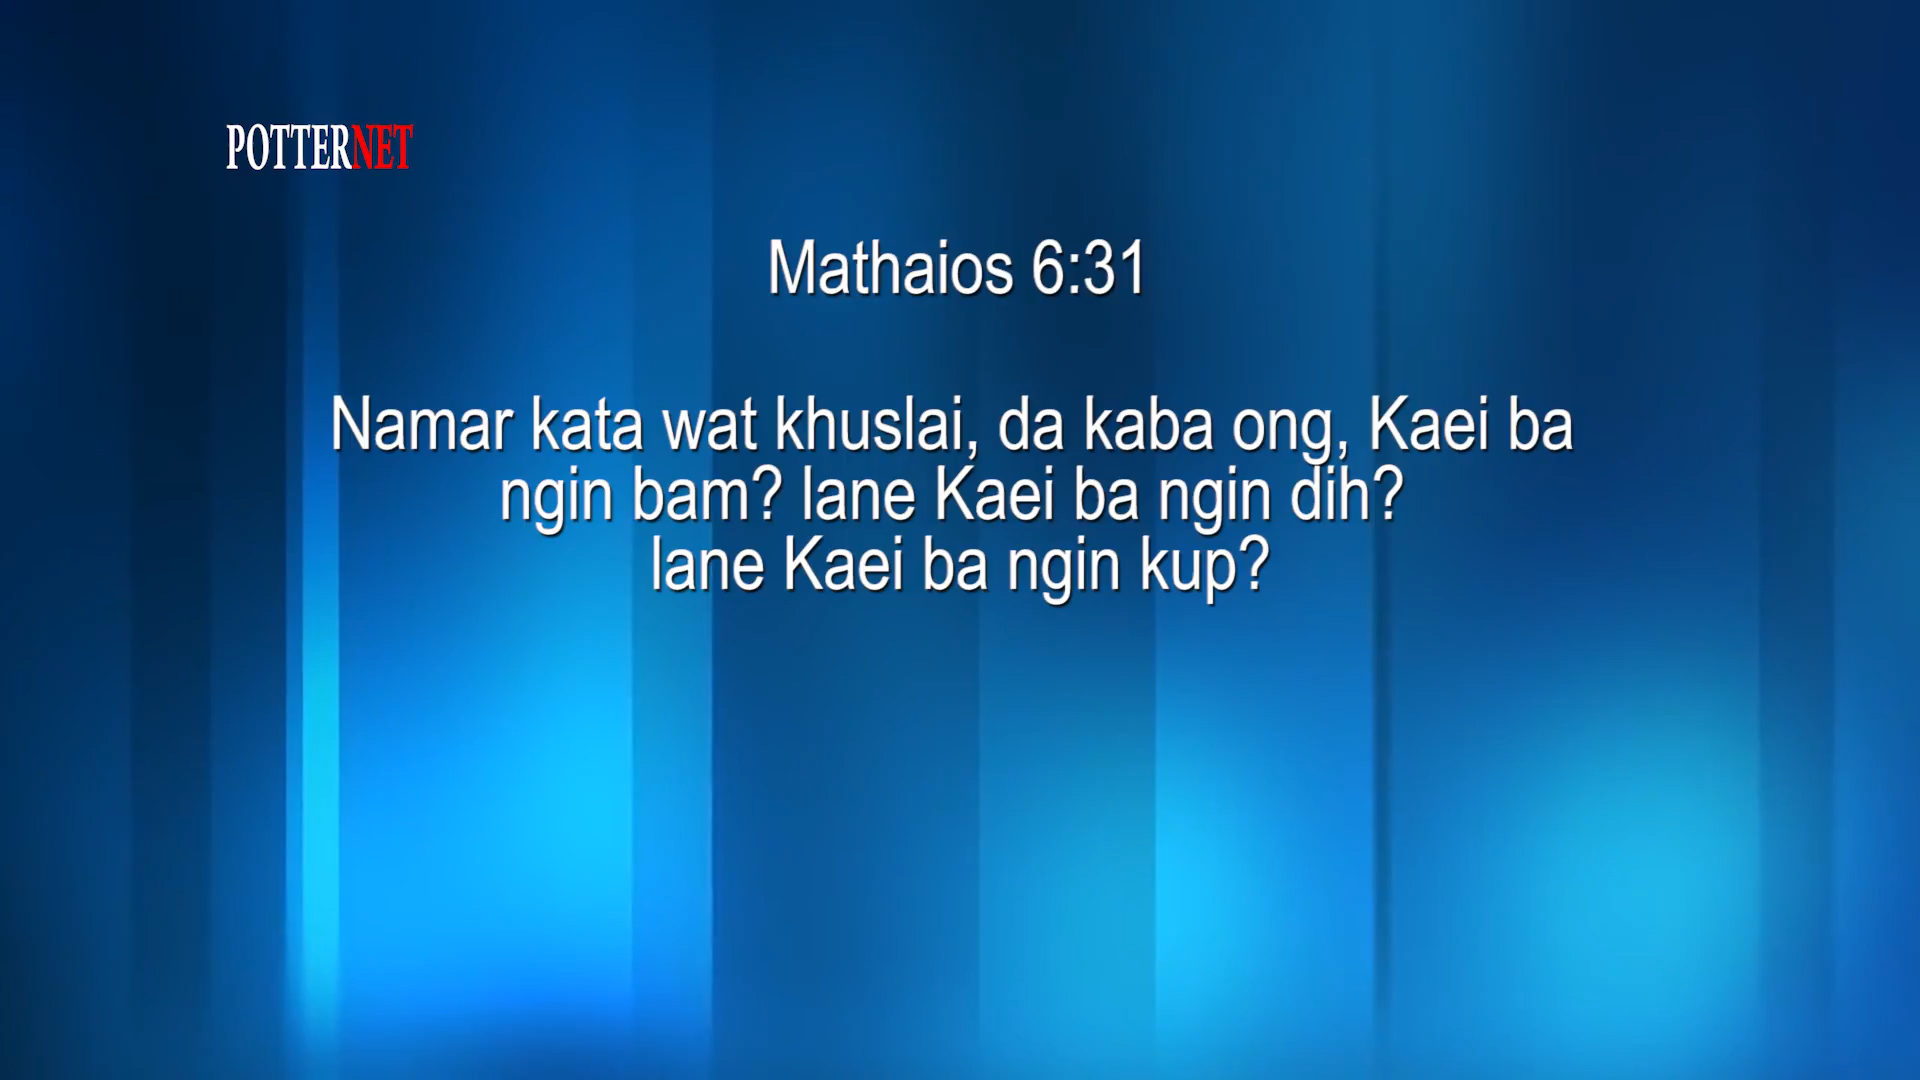 POTTERNET
Mathaios 6:31
Namar kata wat khuslai, da kaba ong, Kaei ba
ngin bam? lane Kaei ba ngin dih?
lane Kaei ba ngin kup?